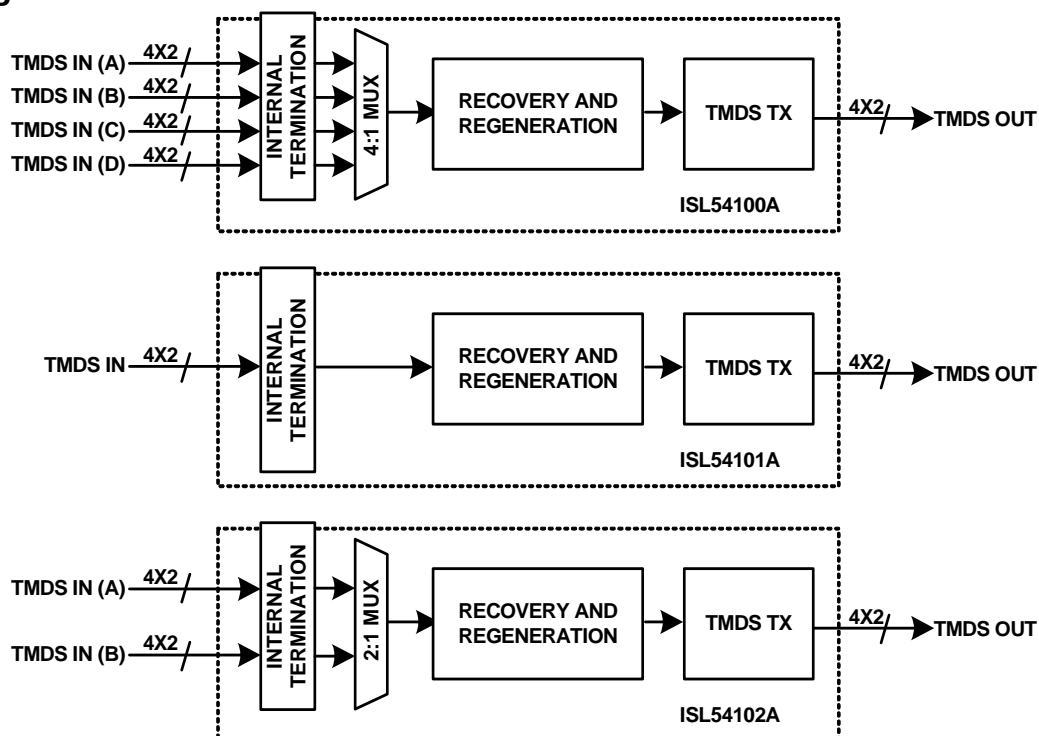 TMDS IN (A)
4X2
TMDS IN (B)
4X2
TMDS IN (C)
4X2
TMDS IN (D)
4X2
INTERNAL
TERMINATION
4:1 MUX
RECOVERY AND
REGENERATION
TMDS TX
4X2
TMDS OUT
ISL54100A
TMDS IN
4X2
INTERNAL
TERMINATION
RECOVERY AND
REGENERATION
TMDS TX
4X2
TMDS OUT
ISL54101A
TMDS IN (A)
4X2
TMDS IN (B)
4X2
INTERNAL
TERMINATION
2:1 MUX
RECOVERY AND
REGENERATION
TMDS TX
4X2
TMDS OUT
ISL54102A